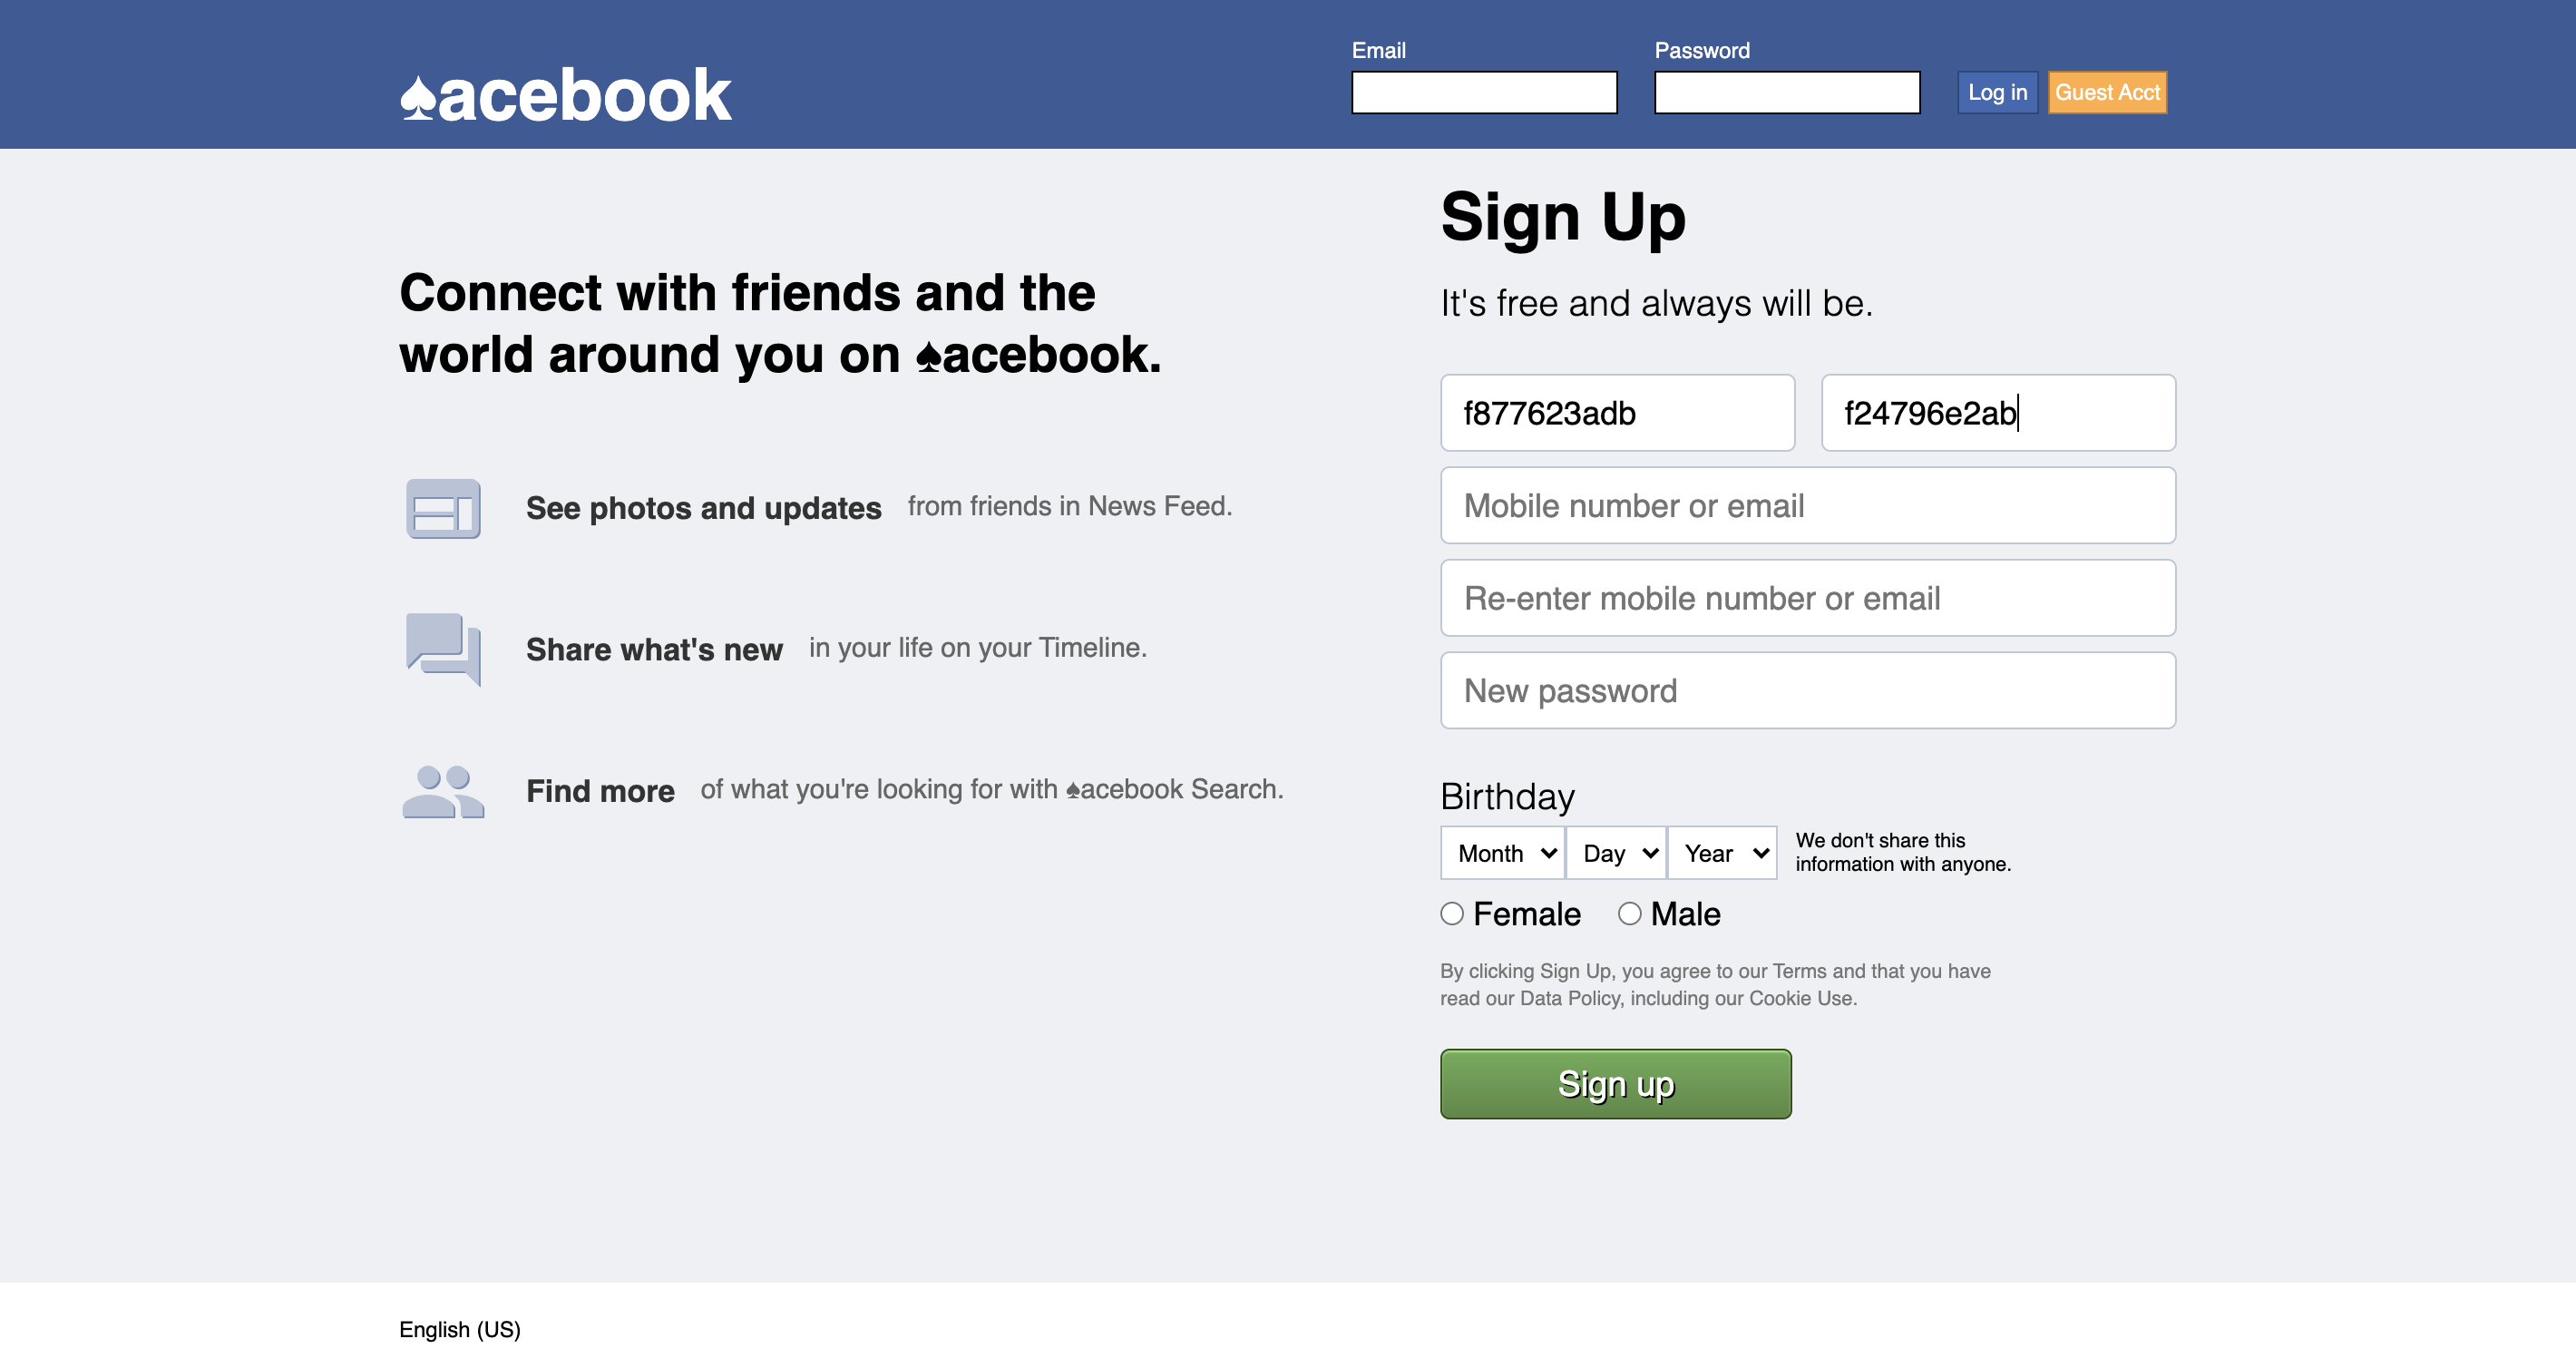 ♠acebook
Email
Password
Log in
Guest Acct
Connect with friends and the
world around you on ♠acebook.
See photos and updates from friends in News Feed.
Share what's new in your life on your Timeline.
Find more of what you're looking for with ♠acebook Search.
Sign Up
It's free and always will be.
f877623adb
f24796e2ab
Mobile number or email
Re-enter mobile number or email
New password
Birthday
Month
Day
Year
We don't share this
information with anyone.
Female
Male
By clicking Sign Up, you agree to our Terms and that you have
read our Data Policy, including our Cookie Use.
Sign up
English (US)